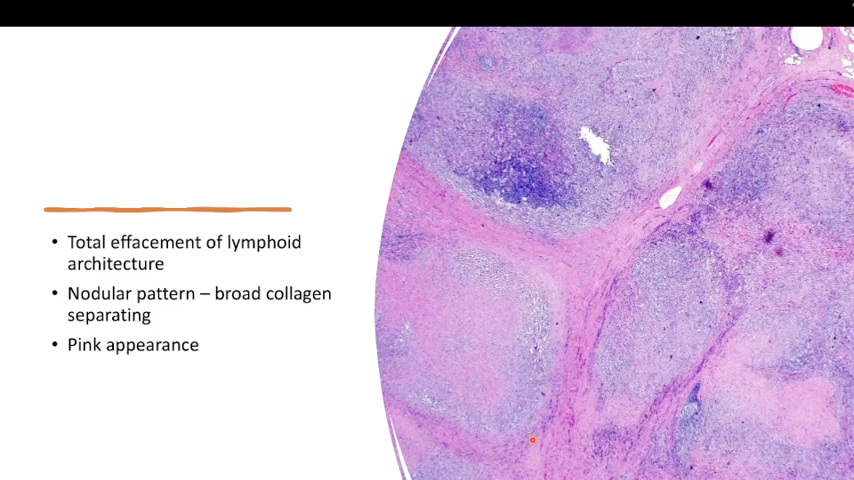 • Total effacement of lymphoid
architecture
• Nodular pattern – broad collagen
separating
• Pink appearance